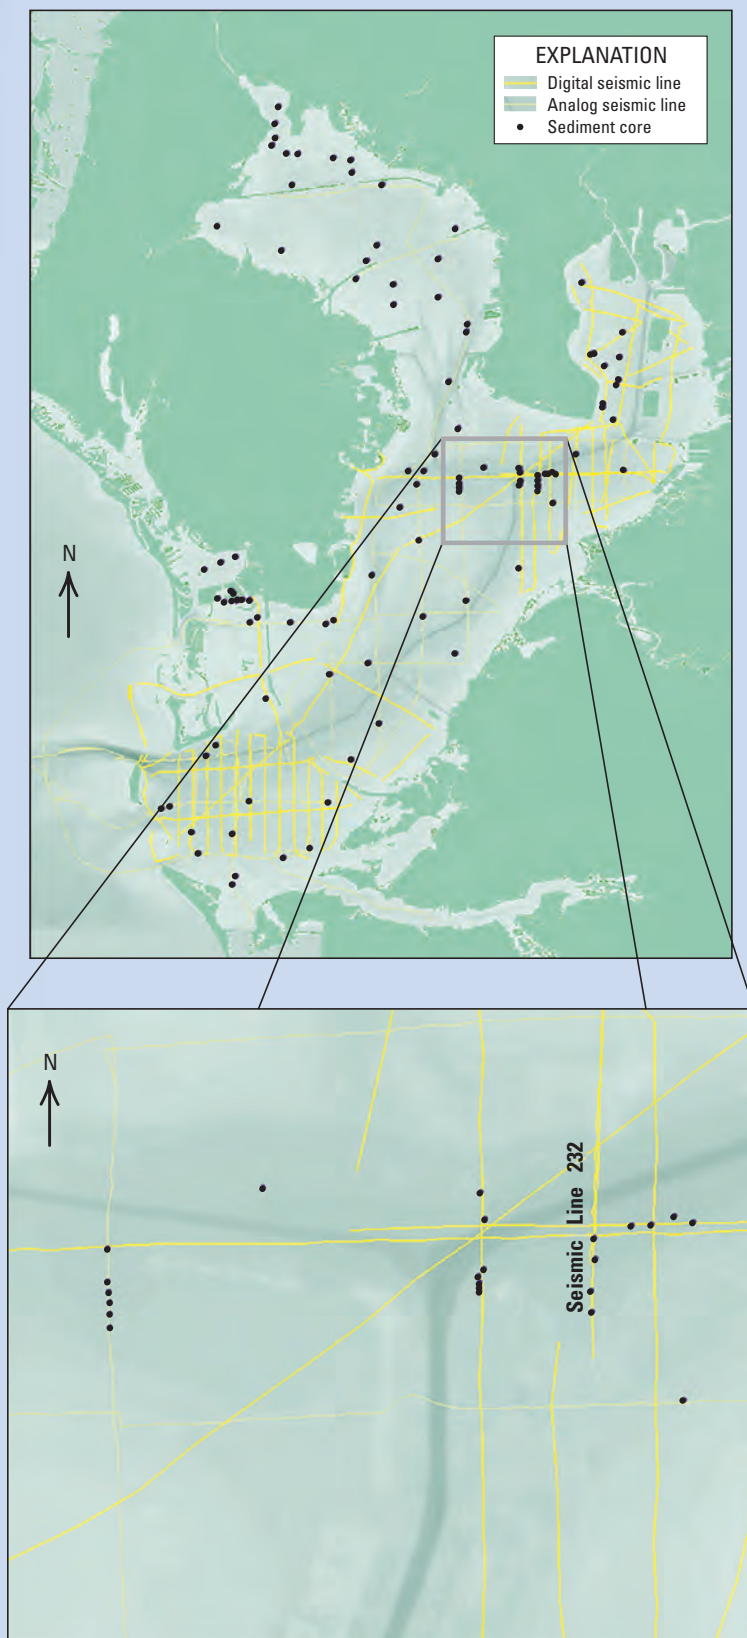 EXPLANATION
Digital seismic line
Analog seismic line
Sediment core
N
N
Seismic Line 232